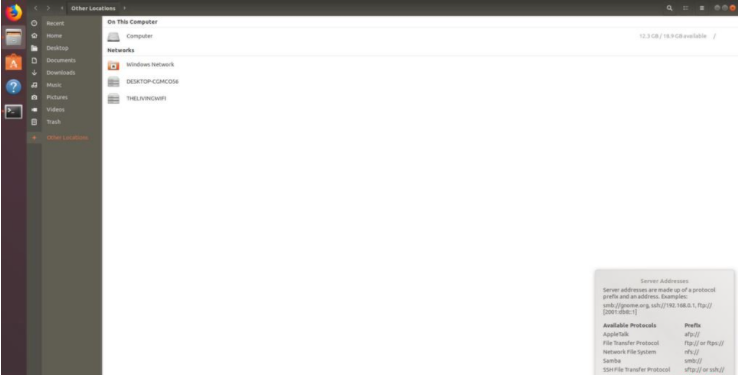 Other Locations
Recent
Home
Desktop
Documents
Downloads
Music
Pictures
Videos
Trash
Other Locations
On This Computer
Computer 12.3 GB / 18.9 GB available /
Networks
Windows Network
DESKTOP-CGMCOS6
THELIVINGWIFI
Server Addresses
Server addresses are made up of a protocol
prefix and an address. Examples:
smb://gnome.org, ssh://192.168.0.1, ftp://
[2001:db8::1]
Available Protocols Prefix
AppleTalk afp://
File Transfer Protocol ftp:// or ftps://
Network File System nfs://
Samba smb://
SSH File Transfer Protocol sftp:// or ssh://